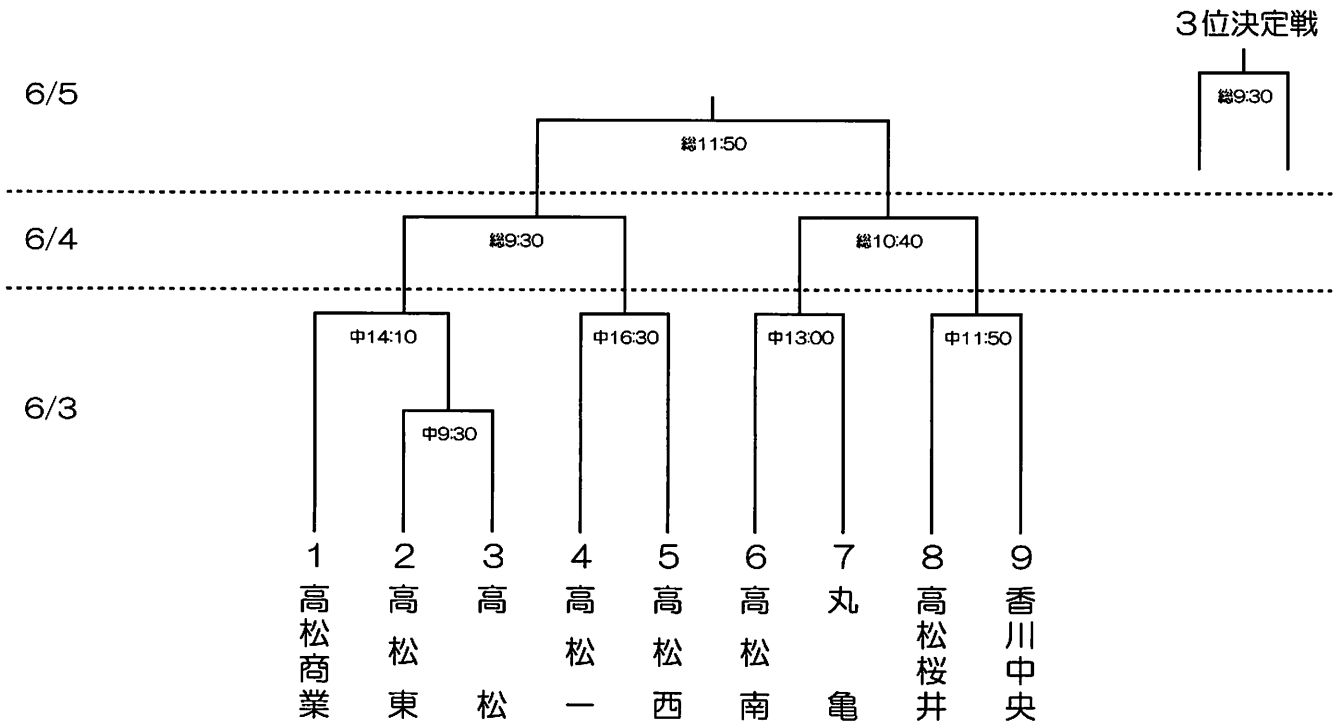 3位決定戦
6/5
総9:30
総11:50
6/4
総9:30
総10:40
中14:10
中16:30
中13:00
中11:50
6/3
中9:30
1
2
3
4
5
6
7
8
9
高松商業
高松東
高松
高松一
高松西
高松南
丸亀
高松桜井
香川中央